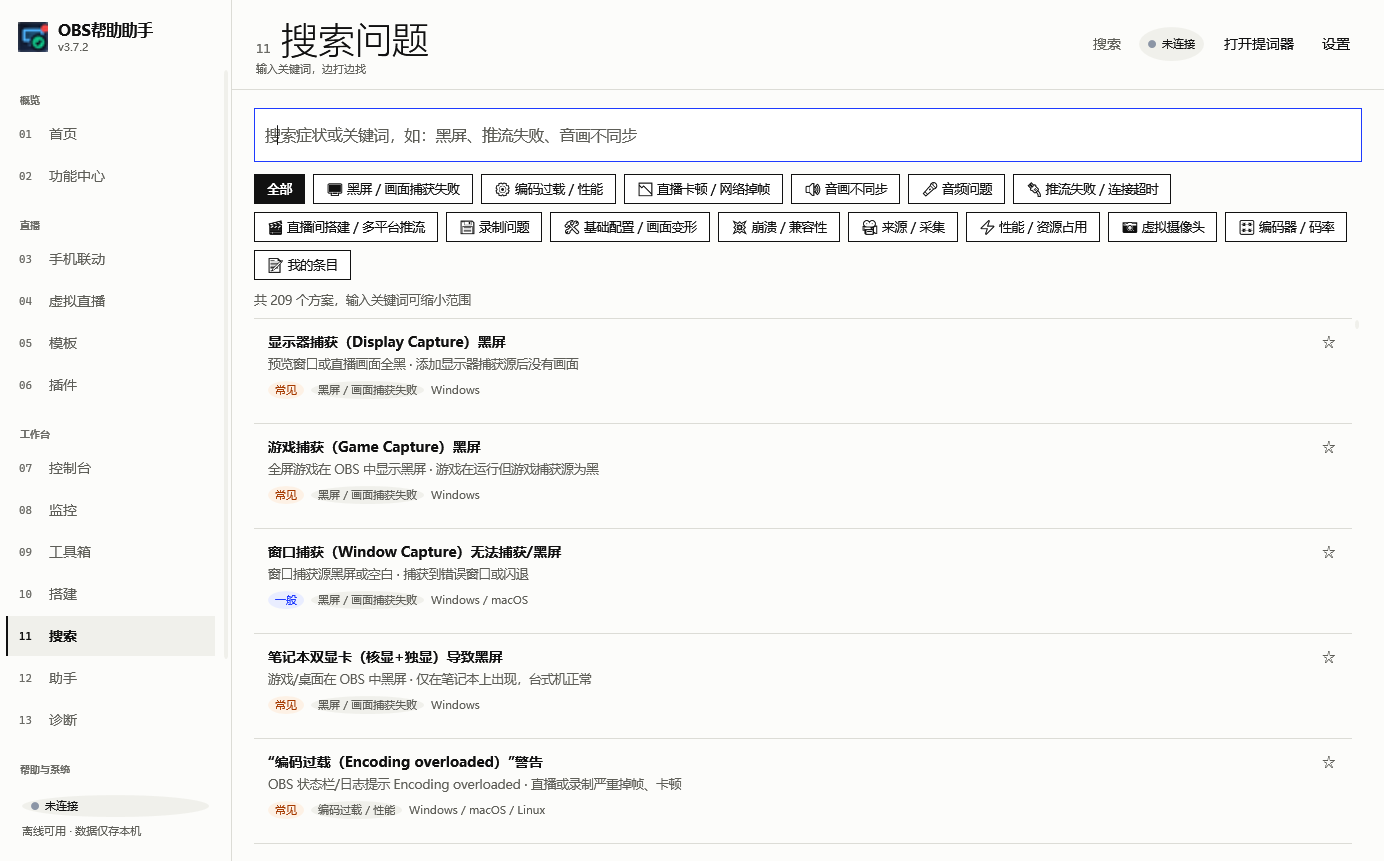 OBS帮助助手
v3.7.2
概览
01 首页
02 功能中心
直播
03 手机联动
04 虚拟直播
05 模板
06 插件
工作台
07 控制台
08 监控
09 工具箱
10 搭建
11 搜索
12 助手
13 诊断
帮助与系统
未连接
离线可用 · 数据仅存本机
11 搜索问题
输入关键词，边打边找
搜索 未连接 打开提词器 设置
搜索症状或关键词，如：黑屏、推流失败、音画不同步
全部 黑屏 / 画面捕获失败 编码过载 / 性能 直播卡顿 / 网络掉帧 音画不同步 音频问题 推流失败 / 连接超时
直播间搭建 / 多平台推流 录制问题 基础配置 / 画面变形 崩溃 / 兼容性 来源 / 采集 性能 / 资源占用 虚拟摄像头 编码器 / 码率
我的条目
共 209 个方案，输入关键词可缩小范围
显示器捕获（Display Capture）黑屏
预览窗口或直播画面全黑 · 添加显示器捕获源后没有画面
常见 黑屏 / 画面捕获失败 Windows
游戏捕获（Game Capture）黑屏
全屏游戏在 OBS 中显示黑屏 · 游戏在运行但游戏捕获源为黑
常见 黑屏 / 画面捕获失败 Windows
窗口捕获（Window Capture）无法捕获/黑屏
窗口捕获源黑屏或空白 · 捕获到错误窗口或闪退
一般 黑屏 / 画面捕获失败 Windows / macOS
笔记本双显卡（核显+独显）导致黑屏
游戏/桌面在 OBS 中黑屏 · 仅在笔记本上出现，台式机正常
常见 黑屏 / 画面捕获失败 Windows
“编码过载（Encoding overloaded）”警告
OBS 状态栏/日志提示 Encoding overloaded · 直播或录制严重掉帧、卡顿
常见 编码过载 / 性能 Windows / macOS / Linux